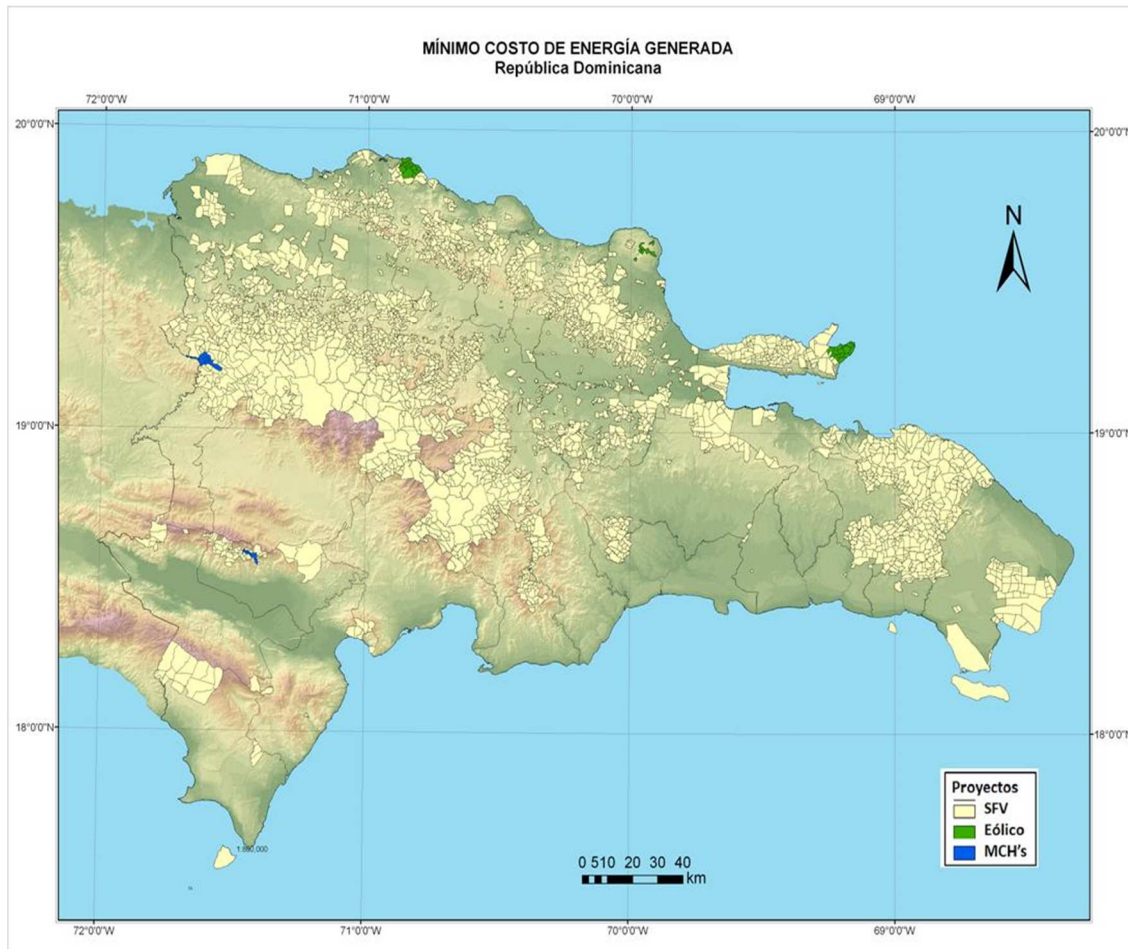 MÍNIMO COSTO DE ENERGÍA GENERADA
República Dominicana
72°0'0"W 71°0'0"W 70°0'0"W 69°0'0"W
20°0'0"N 20°0'0"N
N
19°0'0"N 19°0'0"N
18°0'0"N 18°0'0"N
Proyectos
SFV
Eólico
MCH's
0 510 20 30 40
km
72°0'0"W 71°0'0"W 70°0'0"W 69°0'0"W